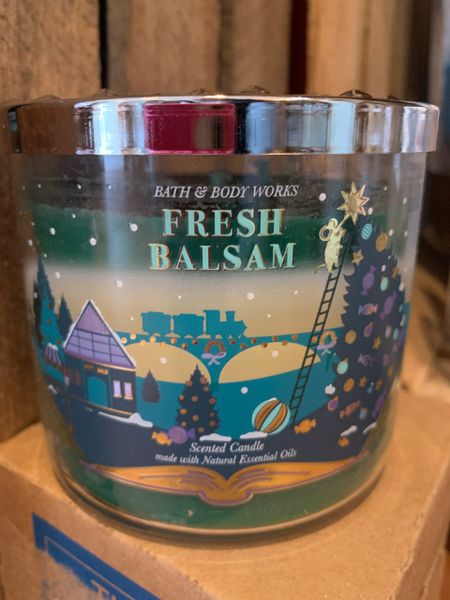 BATH & BODY WORKS
FRESH
BALSAM
Scented Candle
made with Natural Essential Oils